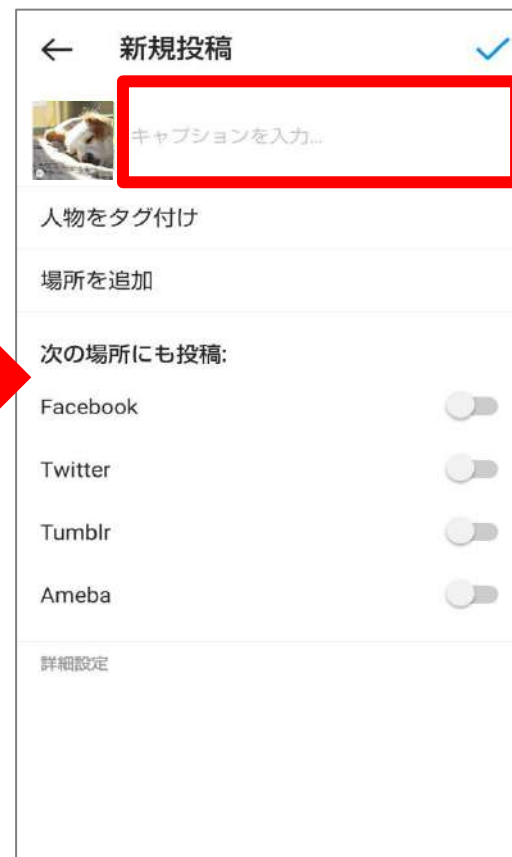 新規投稿
キャプションを入力...
人物をタグ付け
場所を追加
次の場所にも投稿:
Facebook
Twitter
Tumblr
Ameba
詳細設定